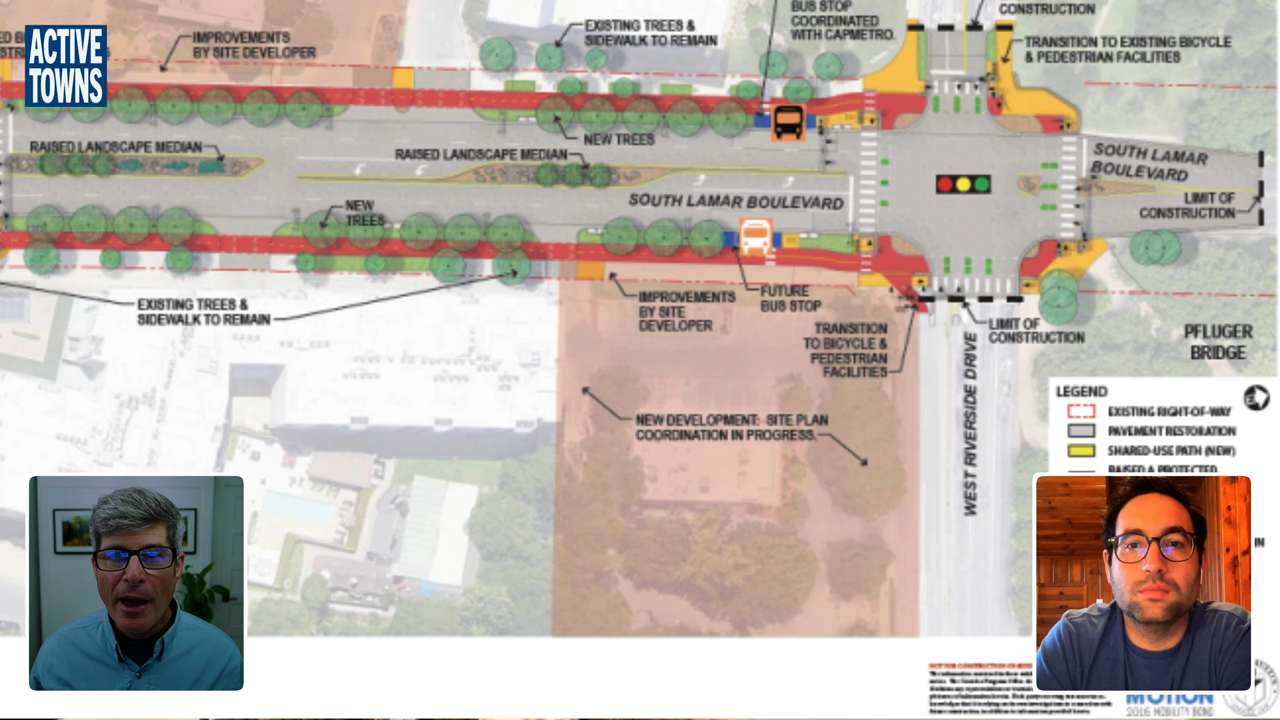 ACTIVE
TOWNS
IMPROVEMENTS
BY SITE DEVELOPER
EXISTING TREES &
SIDEWALK TO REMAIN
BUS STOP
COORDINATED
WITH CAPMETRO.
CONSTRUCTION
TRANSITION TO EXISTING BICYCLE
& PEDESTRIAN FACILITIES
NEW TREES
RAISED LANDSCAPE MEDIAN
RAISED LANDSCAPE MEDIAN
SOUTH LAMAR
BOULEVARD
SOUTH LAMAR BOULEVARD
LIMIT OF
CONSTRUCTION
NEW
TREES
EXISTING TREES &
SIDEWALK TO REMAIN
IMPROVEMENTS
BY SITE
DEVELOPER
FUTURE
BUS STOP
TRANSITION
TO BICYCLE &
PEDESTRIAN
FACILITIES
LIMIT OF
CONSTRUCTION
PFLUGER
BRIDGE
WEST RIVERSIDE DRIVE
NEW DEVELOPMENT: SITE PLAN
COORDINATION IN PROGRESS.
LEGEND
EXISTING RIGHT-OF-WAY
PAVEMENT RESTORATION
SHARED-USE PATH (NEW)
RAISED & PROTECTED
MOTION
2016 MOBILITY BOND